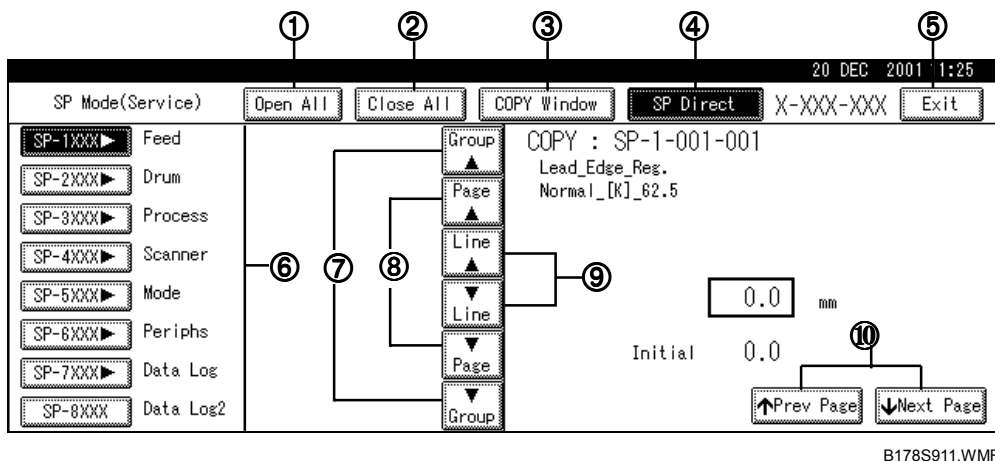 ① ② ③ ④ ⑤
20 DEC 2001 11:25
SP Mode(Service) Open All Close All COPY Window SP Direct X-XXX-XXX Exit
SP-1XXX▶ Feed
SP-2XXX▶ Drum
SP-3XXX▶ Process
SP-4XXX▶ Scanner
SP-5XXX▶ Mode
SP-6XXX▶ Periphs
SP-7XXX▶ Data Log
SP-8XXX Data Log2
⑥ ⑦ ⑧ ⑨
Group
▲
Page
▲
Line
▲
▼
Line
▼
Page
▼
Group
COPY : SP-1-001-001
Lead_Edge_Reg.
Normal_[K]_62.5
0.0 mm
Initial 0.0
⑩
↑Prev Page ↓Next Page
B178S911.WMF